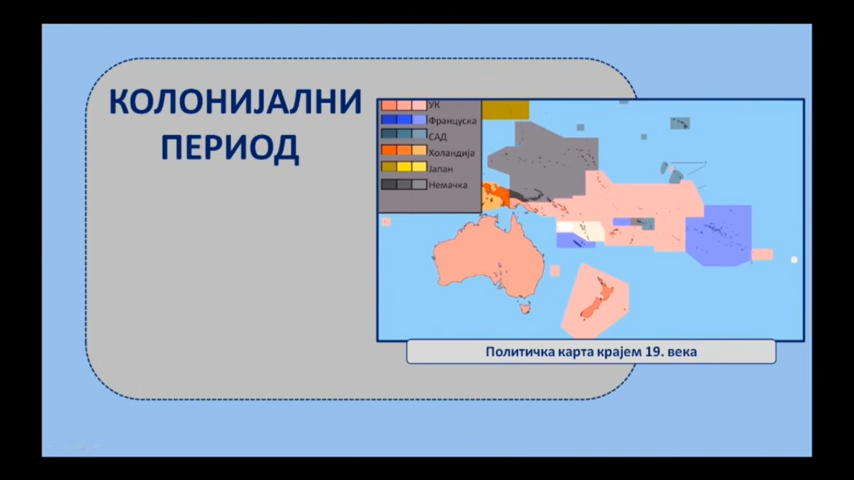 КОЛОНИЈАЛНИ
ПЕРИОД
УК
Француска
САД
Холандија
Јапан
Немачка
Политичка карта крајем 19. века